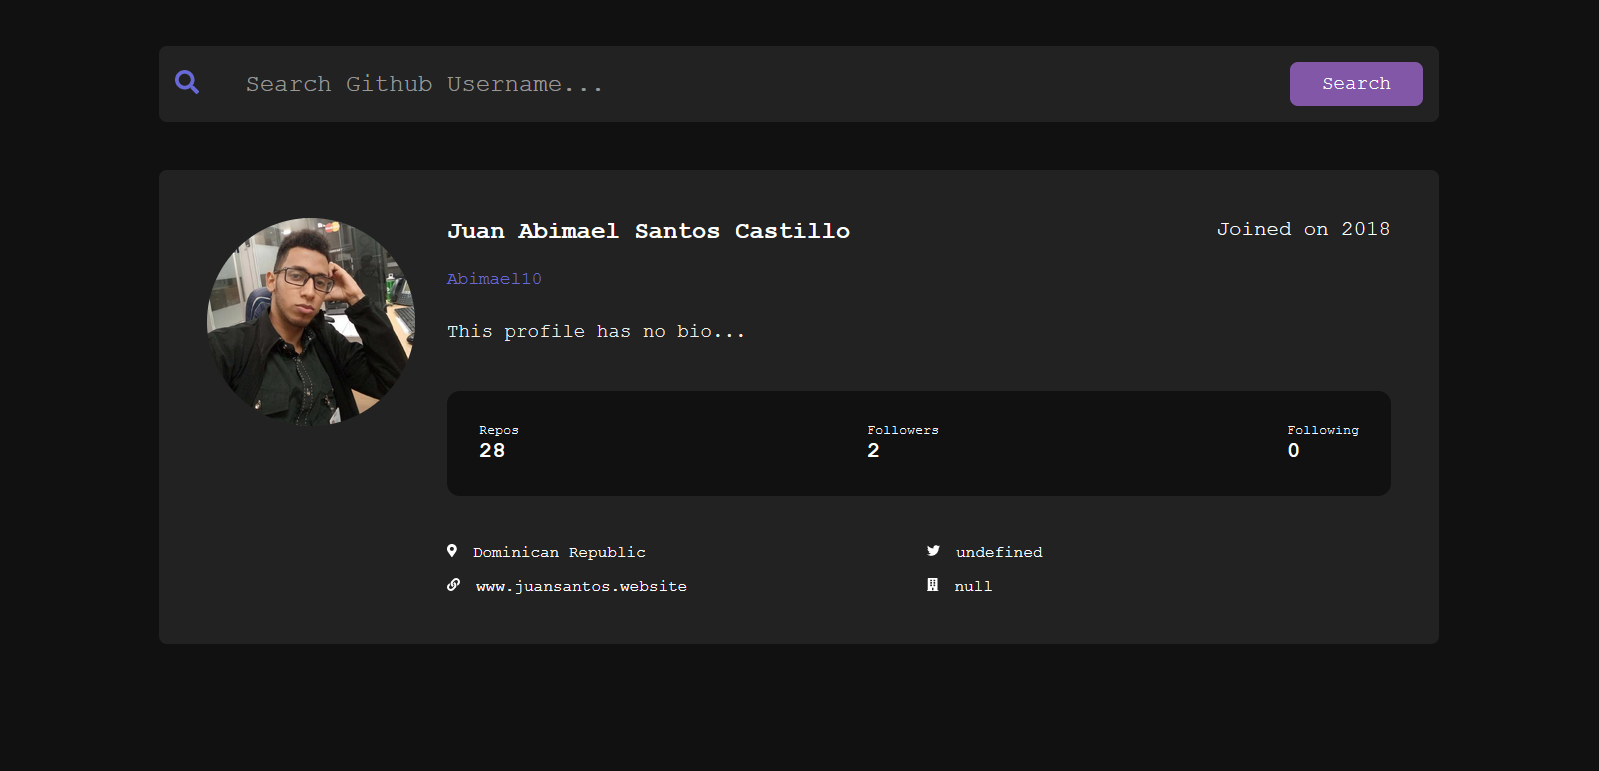 Search Github Username...
Search
Juan Abimael Santos Castillo
Joined on 2018
Abimael10
This profile has no bio...
Repos
28
Followers
2
Following
0
Dominican Republic
undefined
www.juansantos.website
null